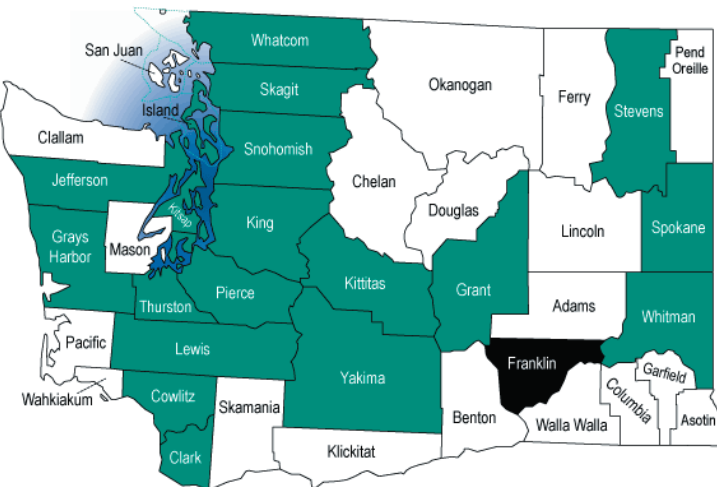 San Juan
Whatcom
Skagit
Island
Okanogan
Ferry
Stevens
Pend
Oreille
Clallam
Snohomish
Jefferson
Chelan
Douglas
Kitsap
King
Lincoln
Spokane
Grays
Harbor
Mason
Kittitas
Grant
Pierce
Thurston
Adams
Whitman
Pacific
Lewis
Franklin
Yakima
Garfield
Columbia
Wahkiakum
Cowlitz
Skamania
Benton
Walla Walla
Asotin
Klickitat
Clark